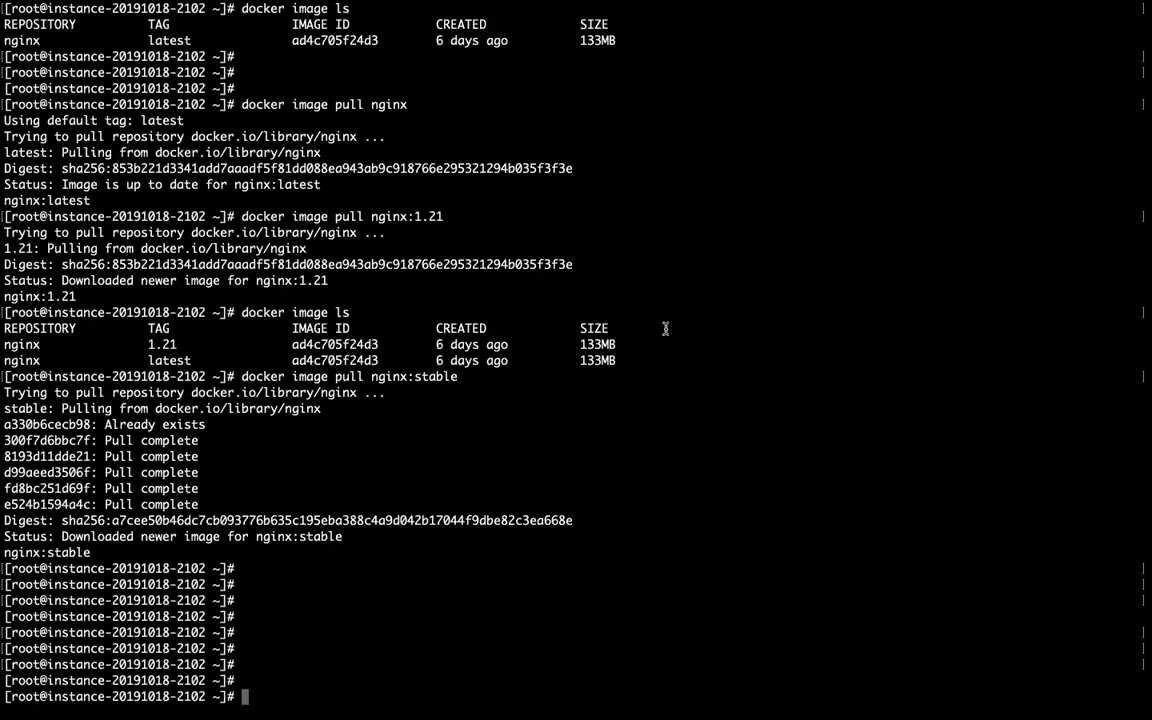 [root@instance-20191018-2102 ~]# docker image ls
REPOSITORY TAG IMAGE ID CREATED SIZE
nginx latest ad4c705f24d3 6 days ago 133MB
[root@instance-20191018-2102 ~]#
[root@instance-20191018-2102 ~]#
[root@instance-20191018-2102 ~]#
[root@instance-20191018-2102 ~]# docker image pull nginx
Using default tag: latest
Trying to pull repository docker.io/library/nginx ...
latest: Pulling from docker.io/library/nginx
Digest: sha256:853b221d3341add7aaadf5f81dd088ea943ab9c918766e295321294b035f3f3e
Status: Image is up to date for nginx:latest
nginx:latest
[root@instance-20191018-2102 ~]# docker image pull nginx:1.21
Trying to pull repository docker.io/library/nginx ...
1.21: Pulling from docker.io/library/nginx
Digest: sha256:853b221d3341add7aaadf5f81dd088ea943ab9c918766e295321294b035f3f3e
Status: Downloaded newer image for nginx:1.21
nginx:1.21
[root@instance-20191018-2102 ~]# docker image ls
REPOSITORY TAG IMAGE ID CREATED SIZE
nginx 1.21 ad4c705f24d3 6 days ago 133MB
nginx latest ad4c705f24d3 6 days ago 133MB
[root@instance-20191018-2102 ~]# docker image pull nginx:stable
Trying to pull repository docker.io/library/nginx ...
stable: Pulling from docker.io/library/nginx
a330b6cecb98: Already exists
300f7d6bbc7f: Pull complete
8193d11dde21: Pull complete
d99aeed3506f: Pull complete
fd8bc251d69f: Pull complete
e524b1594a4c: Pull complete
Digest: sha256:a7cee50b46dc7cb093776b635c195eba388c4a9d042b17044f9dbe82c3ea668e
Status: Downloaded newer image for nginx:stable
nginx:stable
[root@instance-20191018-2102 ~]#
[root@instance-20191018-2102 ~]#
[root@instance-20191018-2102 ~]#
[root@instance-20191018-2102 ~]#
[root@instance-20191018-2102 ~]#
[root@instance-20191018-2102 ~]#
[root@instance-20191018-2102 ~]#
[root@instance-20191018-2102 ~]#
[root@instance-20191018-2102 ~]#